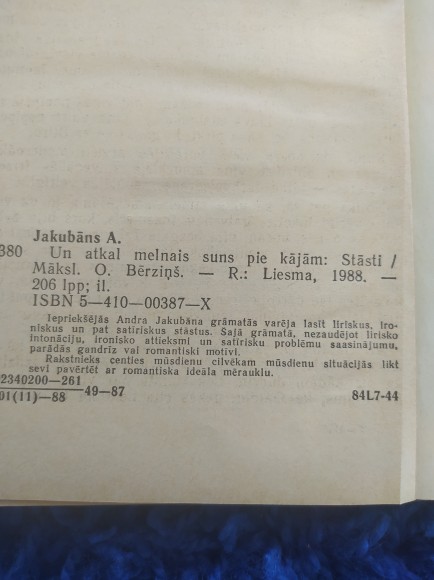 Jakubāns A.
380 Un atkal melnais suns pie kājām: Stāsti /
Māksl. O. Bērziņš. — R.: Liesma, 1988. —
206 lpp; il.
ISBN 5—410—00387—X
Iepriekšējās Andra Jakubāna grāmatās varēja lasīt liriskus, iro-
niskus un pat satīriskus stāstus. Šajā grāmatā, nezaudējot lirisko
intonāciju, ironisko attieksmi un satīrisku problēmu saasinājumu,
parādās gandrīz vai romantiski motīvi.
Rakstnieks centies mūsdienu cilvēkam mūsdienu situācijās likt
sevi pavērtēt ar romantiska ideāla mērauklu.
2340200—261
01(11)—88 49—87 84L7-44